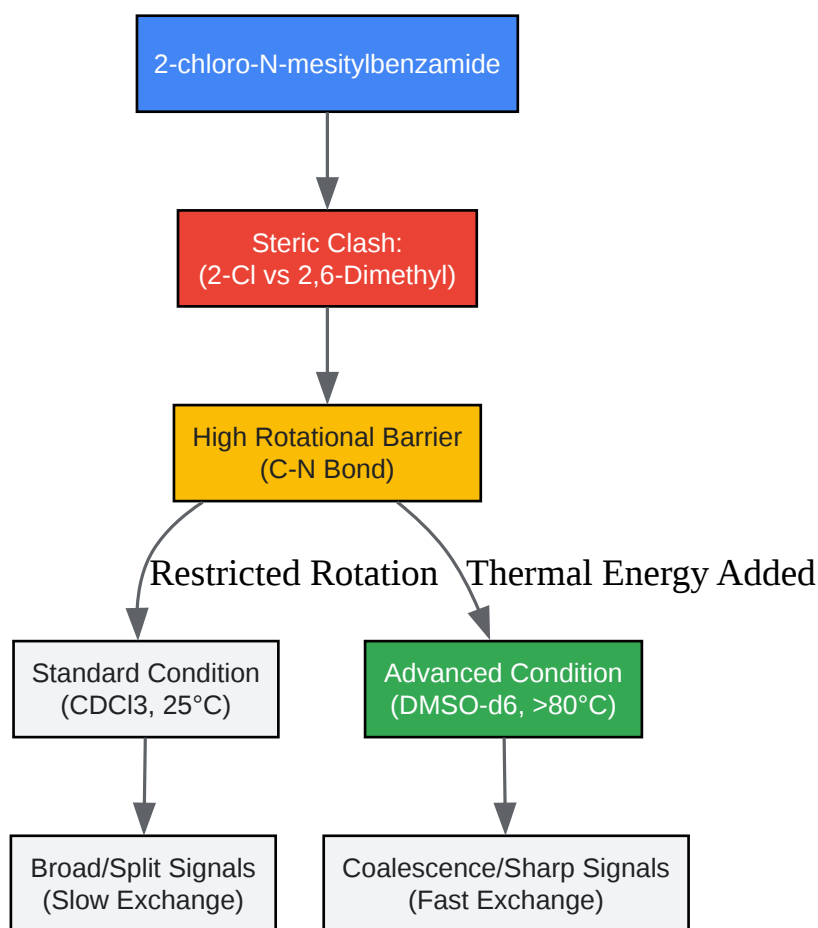 2-chloro-N-mesitylbenzamide
Steric Clash:
(2-Cl vs 2,6-Dimethyl)
High Rotational Barrier
(C-N Bond)
Restricted Rotation
Thermal Energy Added
Standard Condition
(CDCl3, 25°C)
Advanced Condition
(DMSO-d6, >80°C)
Broad/Split Signals
(Slow Exchange)
Coalescence/Sharp Signals
(Fast Exchange)